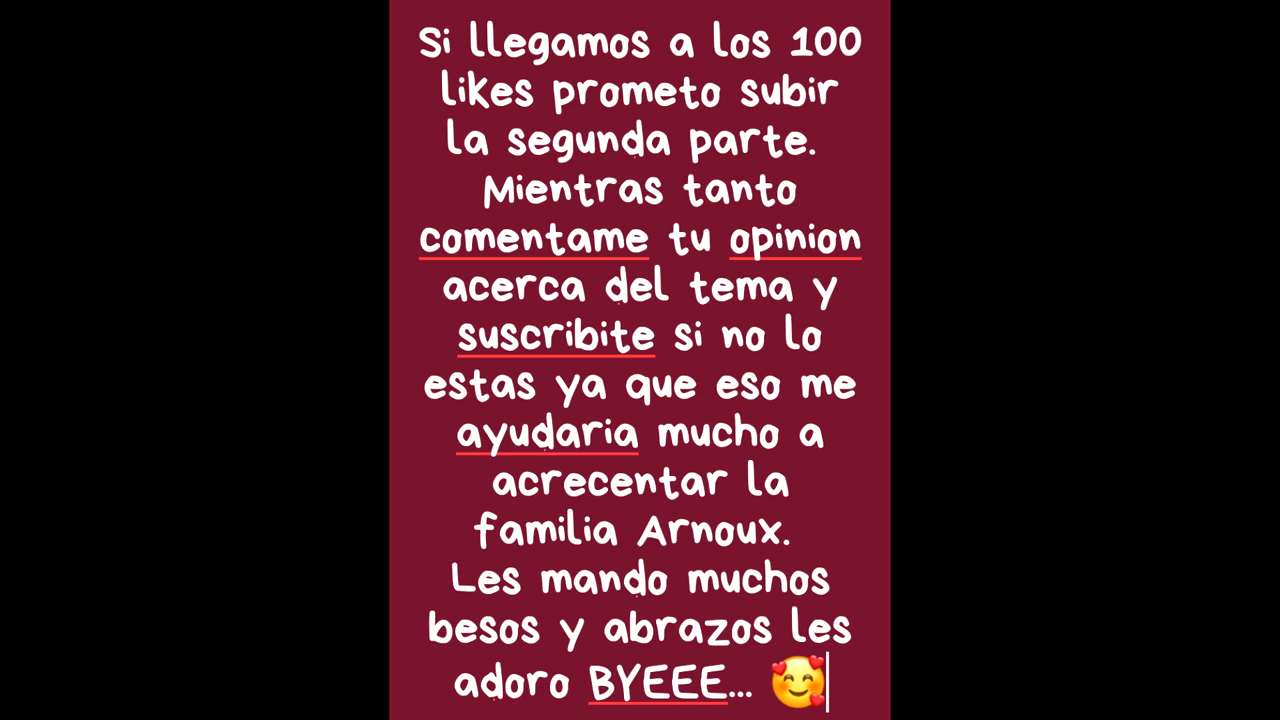 Si llegamos a los 100
likes prometo subir
la segunda parte.
Mientras tanto
comentame tu opinion
acerca del tema y
suscribite si no lo
estas ya que eso me
ayudaria mucho a
acrecentar la
familia Arnoux.
Les mando muchos
besos y abrazos les
adoro BYEEE... 🥰